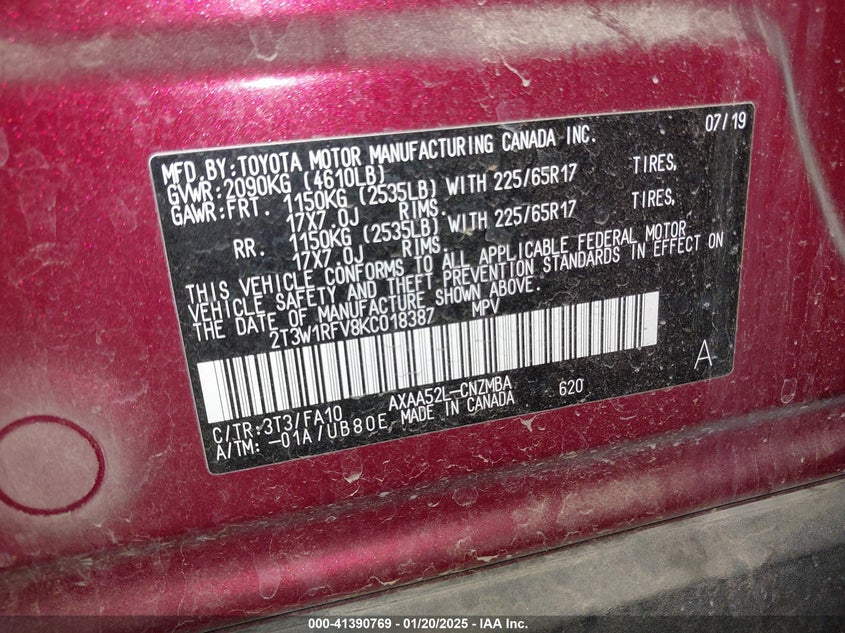 MFD.BY:TOYOTA MOTOR MANUFACTURING CANADA INC. 07/19
GVWR:2090KG (4610LB)
GAWR:FRT. 1150KG (2535LB) WITH 225/65R17 TIRES,
17X7.0J RIMS.
RR. 1150KG (2535LB) WITH 225/65R17 TIRES,
17X7.0J RIMS.
THIS VEHICLE CONFORMS TO ALL APPLICABLE FEDERAL MOTOR
VEHICLE SAFETY AND THEFT-PREVENTION STANDARDS IN EFFECT ON
THE DATE OF MANUFACTURE SHOWN ABOVE.
2T3W1RFV8KC018387 MPV
A
AXAA52L-CNZMBA 620
C/TR:3T3/FA10
A/TM:-01A/UB80E, MADE IN CANADA
000-41390769 - 01/20/2025 - IAA Inc.